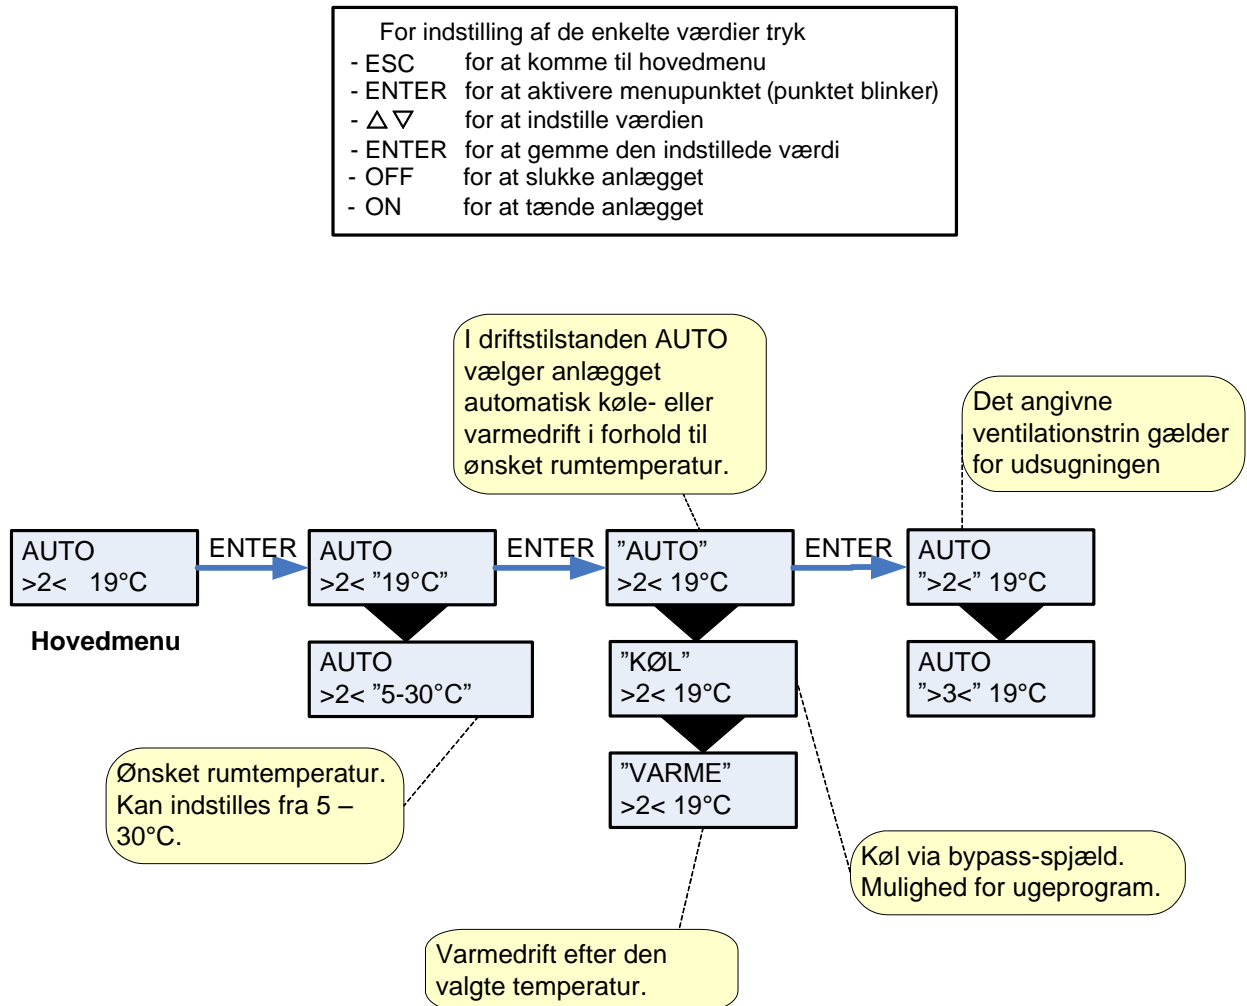 For indstilling af de enkelte værdier tryk
- ESC for at komme til hovedmenu
- ENTER for at aktivere menupunktet (punktet blinker)
- △▽ for at indstille værdien
- ENTER for at gemme den indstillede værdi
- OFF for at slukke anlægget
- ON for at tænde anlægget
I driftstilstanden AUTO
vælger anlægget
automatisk køle- eller
varmedrift i forhold til
ønsket rumtemperatur.
Det angivne
ventilationstrin gælder
for udsugningen
AUTO
>2< 19°C
ENTER
AUTO
>2< ”19°C”
ENTER
”AUTO”
>2< 19°C
ENTER
AUTO
”>2<” 19°C
Hovedmenu
AUTO
>2< ”5-30°C”
”KØL”
>2< 19°C
AUTO
”>3<” 19°C
Ønsket rumtemperatur.
Kan indstilles fra 5 –
30°C.
”VARME”
>2< 19°C
Køl via bypass-spjæld.
Mulighed for ugeprogram.
Varmedrift efter den
valgte temperatur.